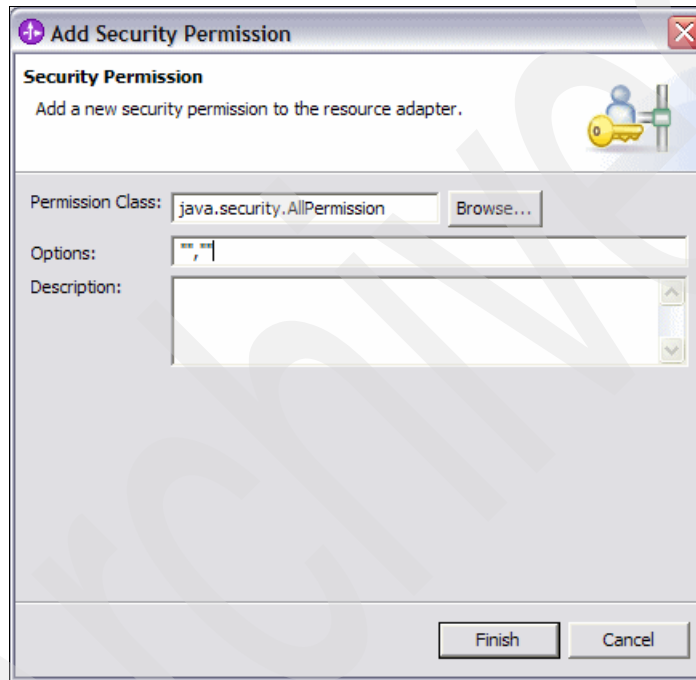 Add Security Permission
Security Permission
Add a new security permission to the resource adapter.
Permission Class: java.security.AllPermission Browse...
Options: "",""
Description:
Finish Cancel